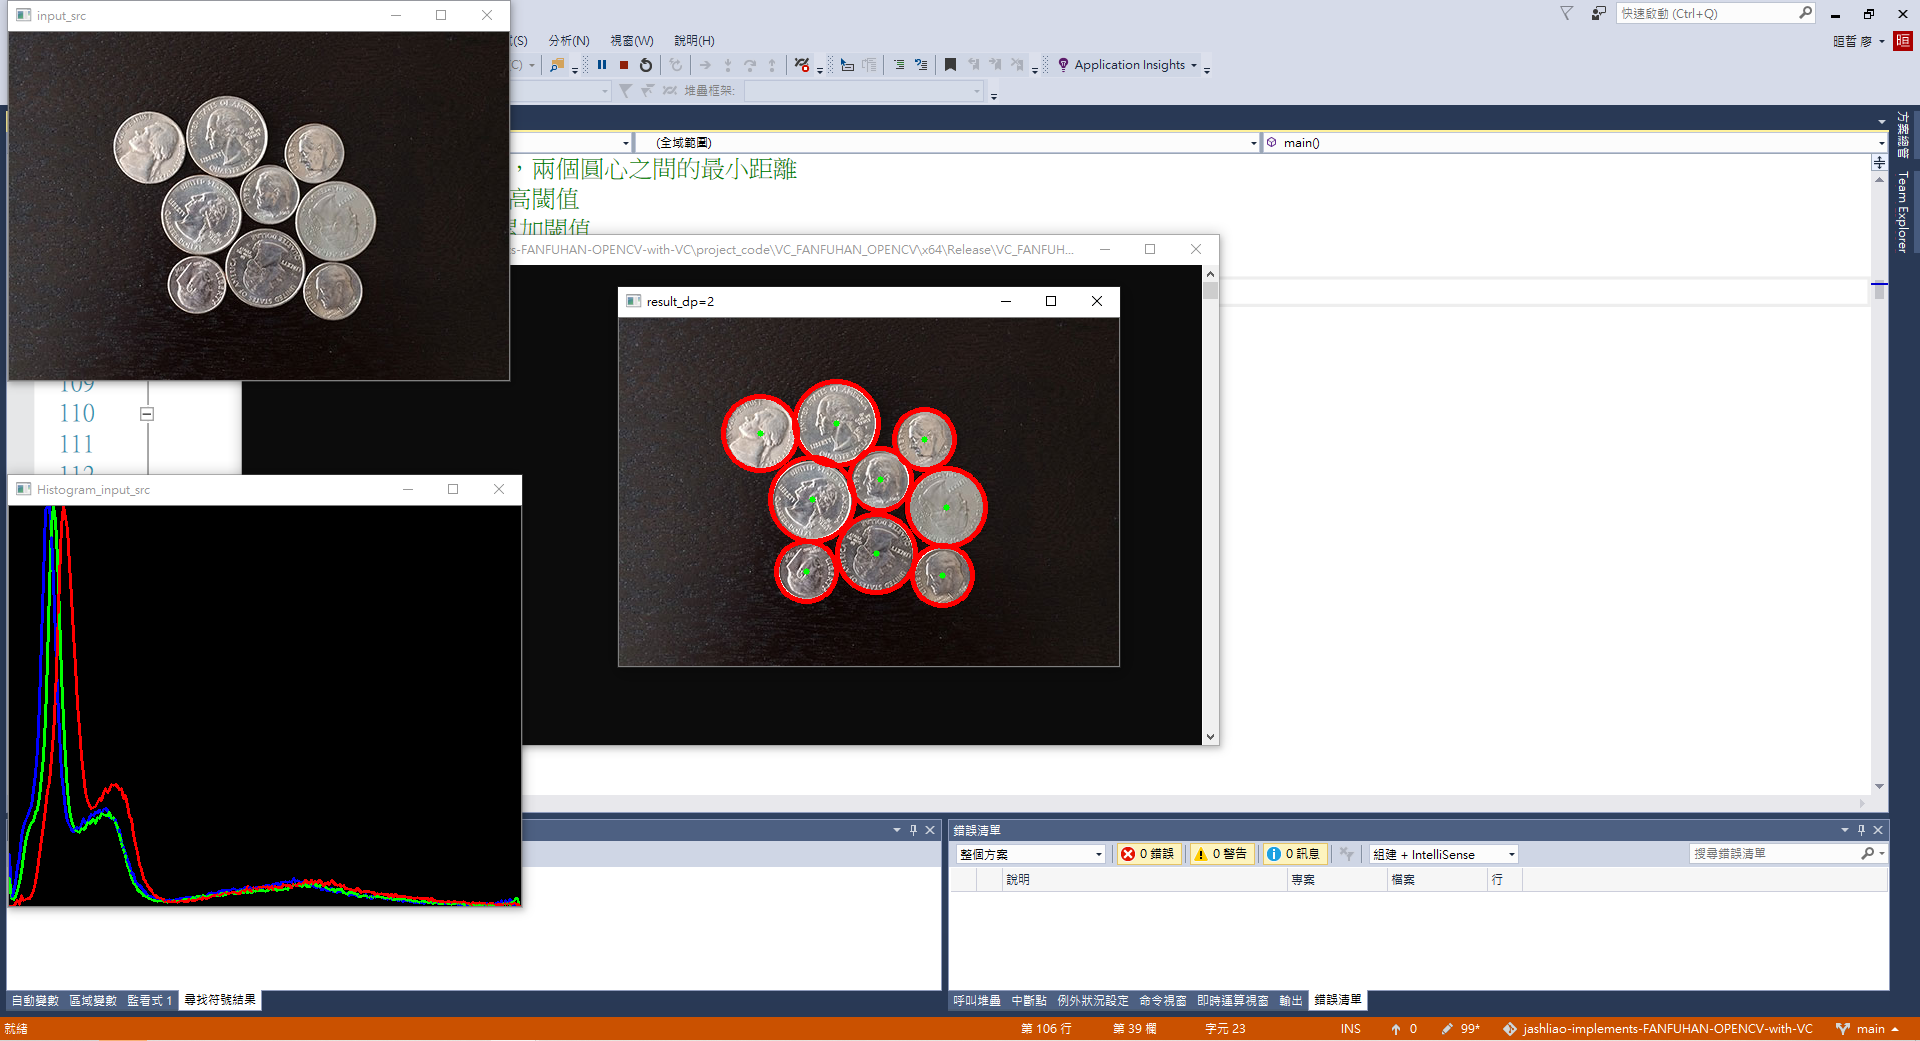 input_src
快速啟動 (Ctrl+Q)
(S) 分析(N) 視窗(W) 說明(H)
晅晢 廖 晅
Application Insights
堆疊框架:
(全域範圍) main()
，兩個圓心之間的最小距離
高閾值
累加閾值
s-FANFUHAN-OPENCV-with-VC\project_code\VC_FANFUHAN_OPENCV\x64\Release\VC_FANFUH...
result_dp=2
109
110
111
112
Histogram_input_src
方案總管
Team Explorer
錯誤清單
整個方案 0 錯誤 0 警告 0 訊息 組建 + IntelliSense 搜尋錯誤清單
說明 專案 檔案 行
自動變數 區域變數 監看式 1 尋找符號結果
呼叫堆疊 中斷點 例外狀況設定 命令視窗 即時運算視窗 輸出 錯誤清單
就緒 第 106 行 第 39 欄 字元 23 INS 0 99* jashliao-implements-FANFUHAN-OPENCV-with-VC main